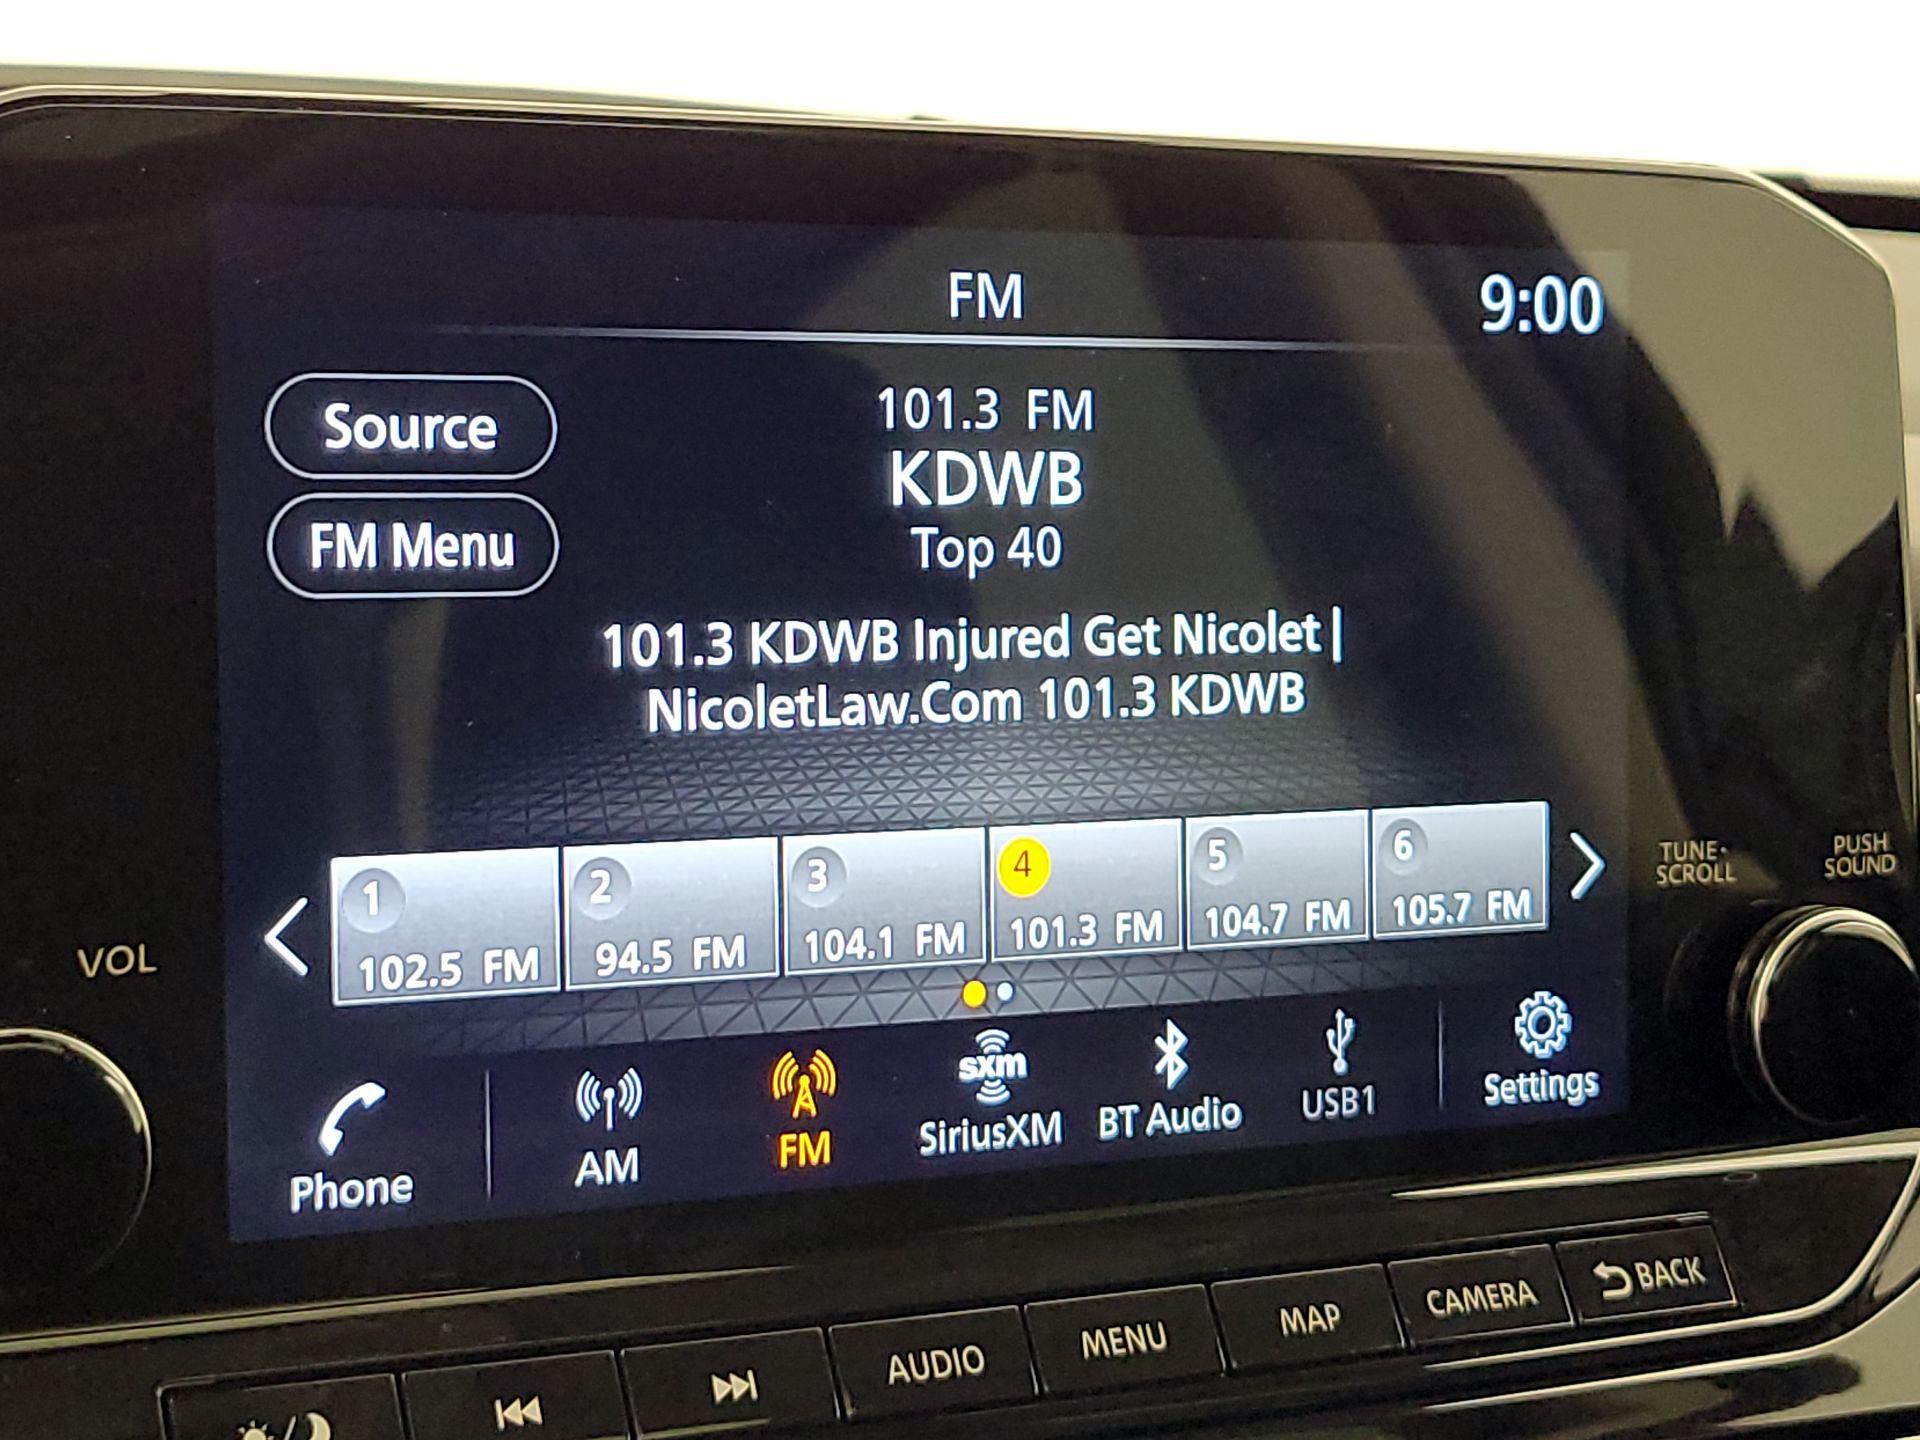 FM
9:00
Source
FM Menu
101.3 FM
KDWB
Top 40
101.3 KDWB Injured Get Nicolet |
NicoletLaw.Com 101.3 KDWB
1
102.5 FM
2
94.5 FM
3
104.1 FM
4
101.3 FM
5
104.7 FM
6
105.7 FM
VOL
TUNE·
SCROLL
PUSH
SOUND
Phone
AM
FM
sxm
SiriusXM
BT Audio
USB1
Settings
AUDIO
MENU
MAP
CAMERA
BACK